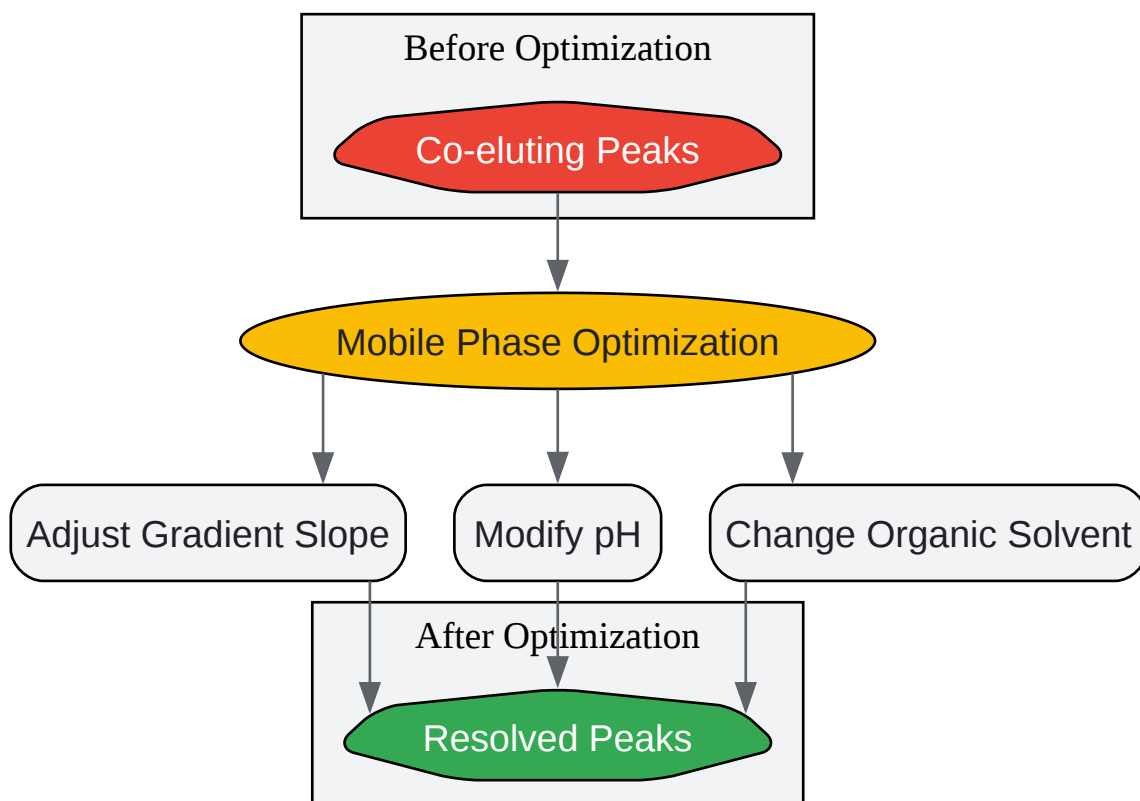 Before Optimization
Co-eluting Peaks
Mobile Phase Optimization
Adjust Gradient Slope
Modify pH
Change Organic Solvent
After Optimization
Resolved Peaks